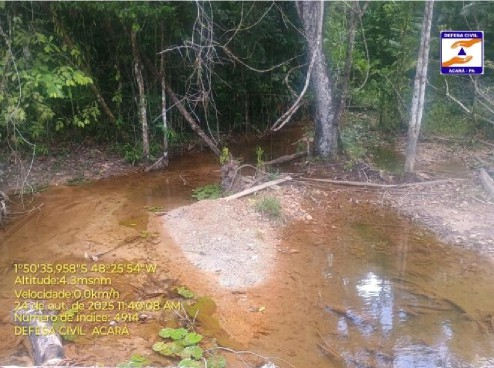 DEFESA CIVIL
ACARÁ - PA
1°50'35,958"S 48°25'54"W
Altitude:4.3msnm
Velocidade:0,0km/h
24 de out. de 2025 11:40:08 AM
Número de índice: 4914
DEFESA CIVIL ACARÁ